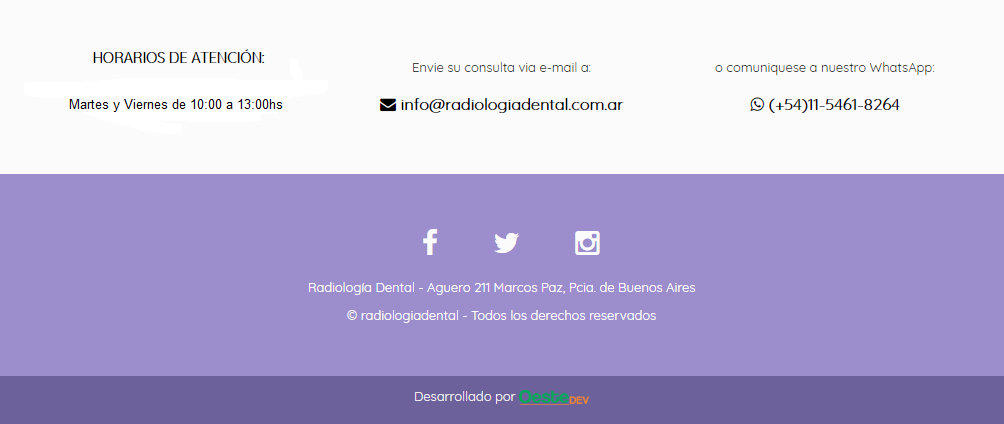 HORARIOS DE ATENCIÓN:
Martes y Viernes de 10:00 a 13:00hs
Envie su consulta via e-mail a:
info@radiologiadental.com.ar
o comuniquese a nuestro WhatsApp:
(+54)11-5461-8264
Radiología Dental - Aguero 211 Marcos Paz, Pcia. de Buenos Aires
© radiologiadental - Todos los derechos reservados
Desarrollado por DEV